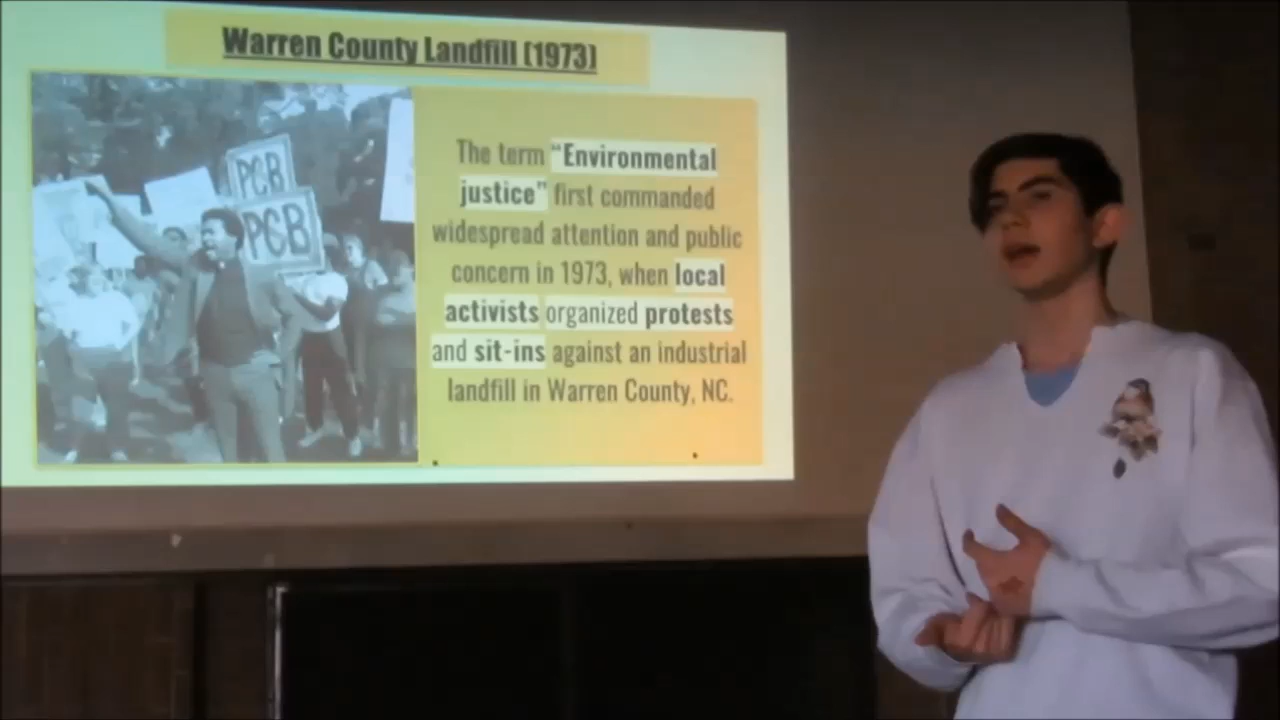 Warren County Landfill (1973)
PCB
PCB
The term “Environmental
justice” first commanded
widespread attention and public
concern in 1973, when local
activists organized protests
and sit-ins against an industrial
landfill in Warren County, NC.